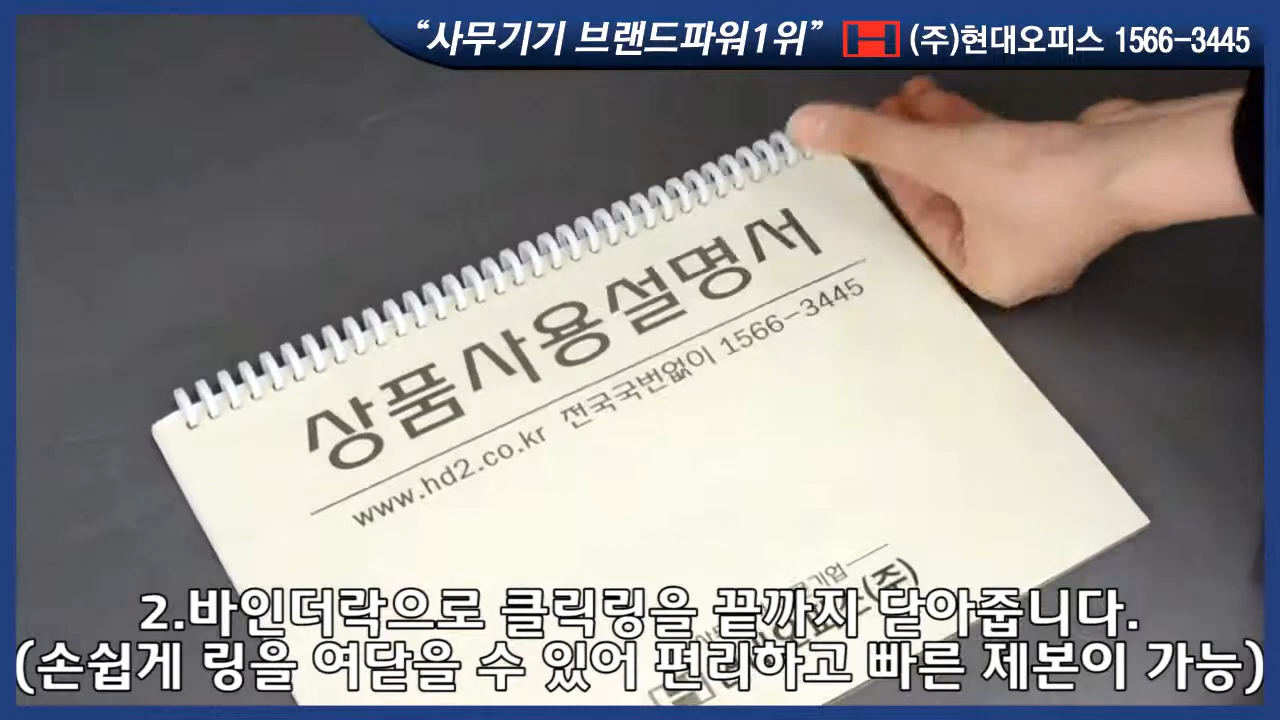 “사무기기 브랜드파워1위” (주)현대오피스 1566-3445
상품사용설명서
www.hd2.co.kr 전국국번없이 1566-3445
2.바인더락으로 클릭링을 끝까지 닫아줍니다.
(손쉽게 링을 여닫을 수 있어 편리하고 빠른 제본이 가능)